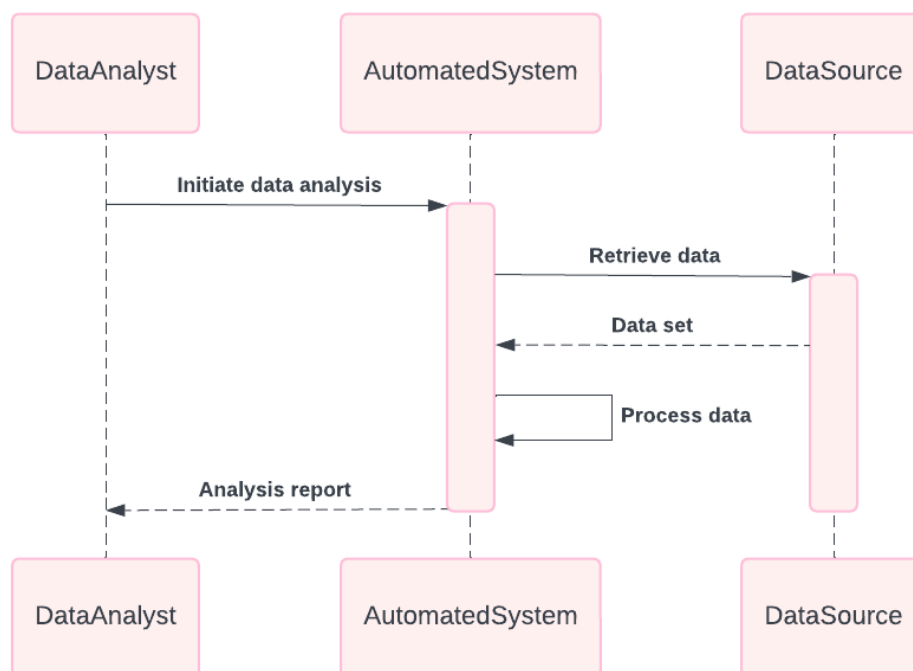 DataAnalyst
AutomatedSystem
DataSource
Initiate data analysis
Retrieve data
Data set
Process data
Analysis report
DataAnalyst
AutomatedSystem
DataSource